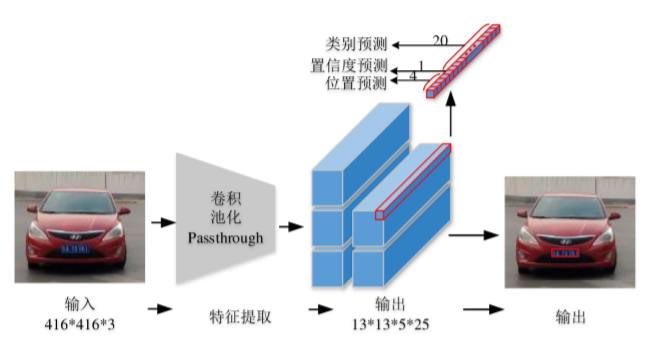 类别预测
20
置信度预测
1
位置预测
4
卷积
池化
Passthrough
输入
416*416*3
特征提取
输出
13*13*5*25
输出